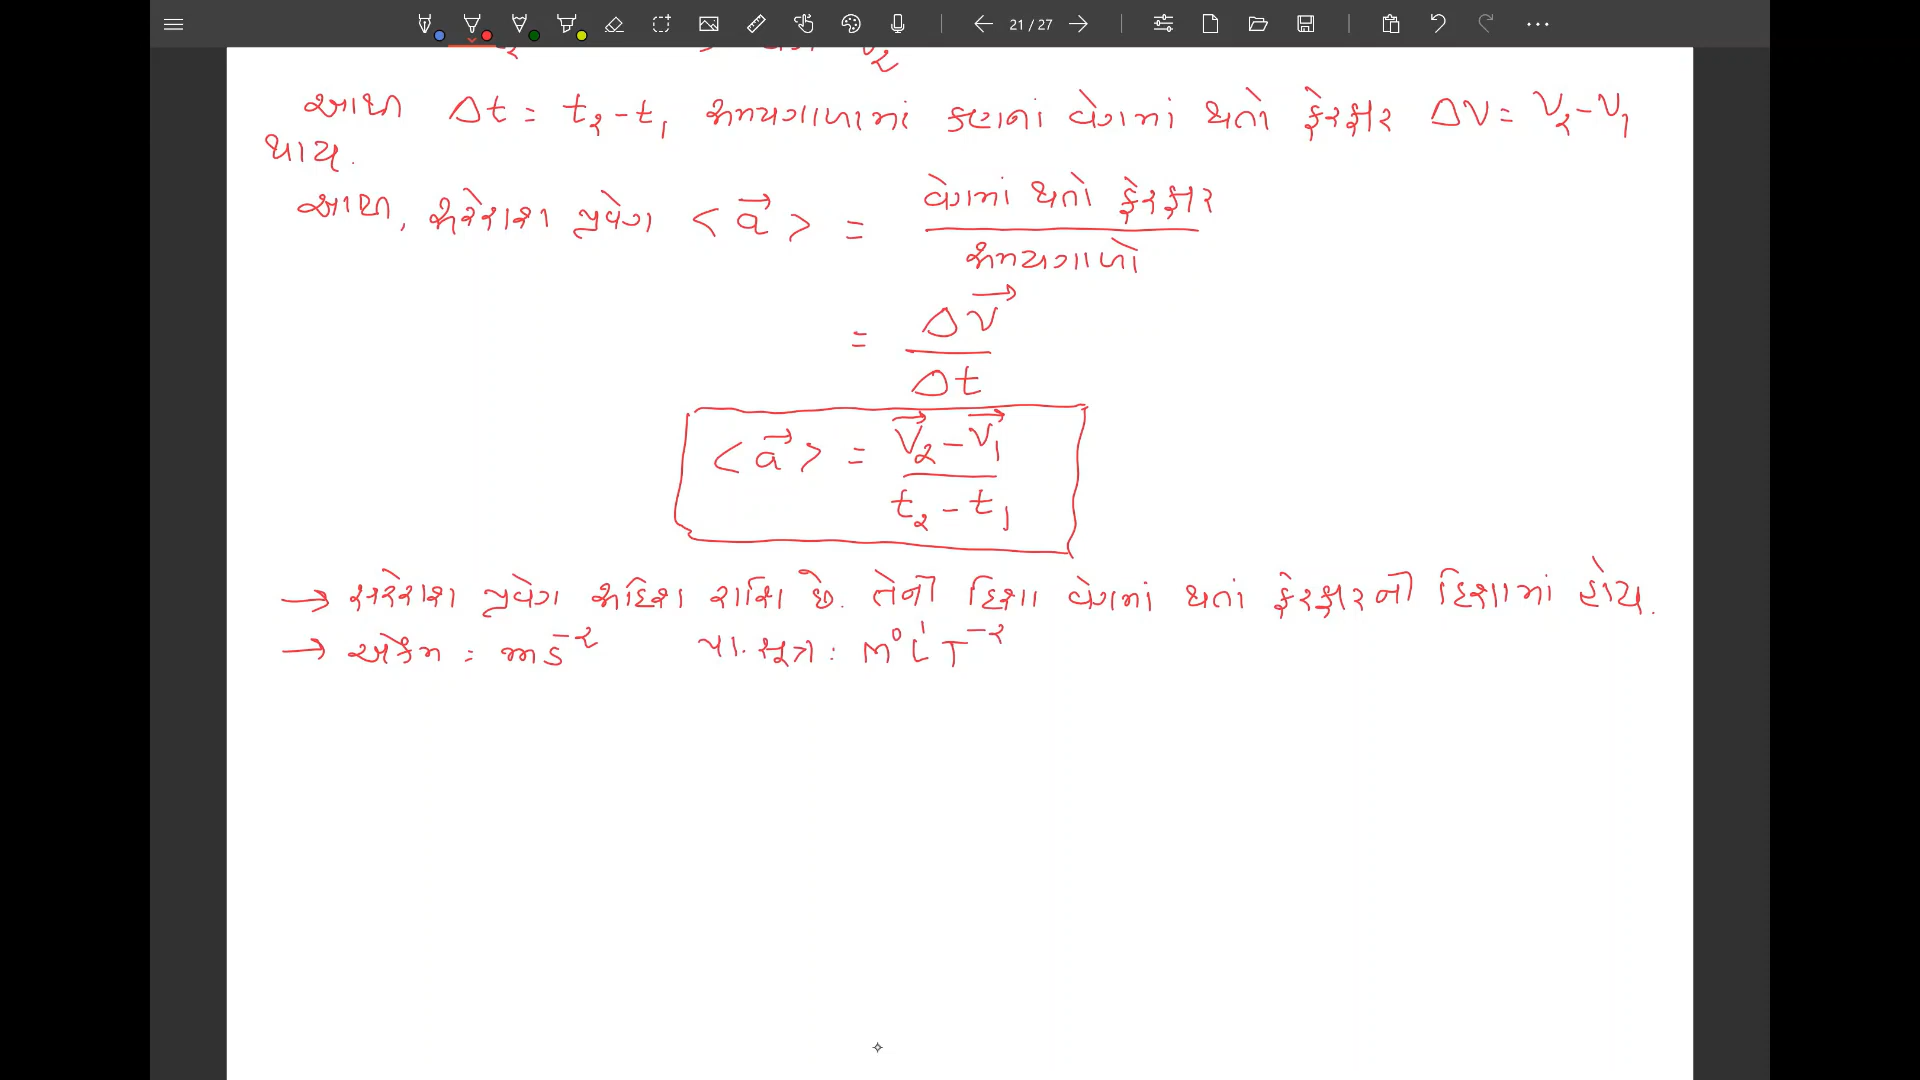 21 / 27
આથી Δt = t₂ - t₁ સમયગાળામાં કણનાં વેગમાં થતો ફેરફાર ΔV = V₂ - V₁
થાય.
આથી, સરેરાશ પ્રવેગ < a⃗ > = વેગમાં થતો ફેરફાર / સમયગાળો
= ΔV⃗ / Δt
< a⃗ > = V⃗₂ - V⃗₁ / t₂ - t₁
→ સરેરાશ પ્રવેગ સદિશ રાશિ છે. તેની દિશા વેગમાં થતાં ફેરફારની દિશામાં હોય.
→ એકમ : ms⁻² પા. સૂત્ર : M⁰L¹T⁻²